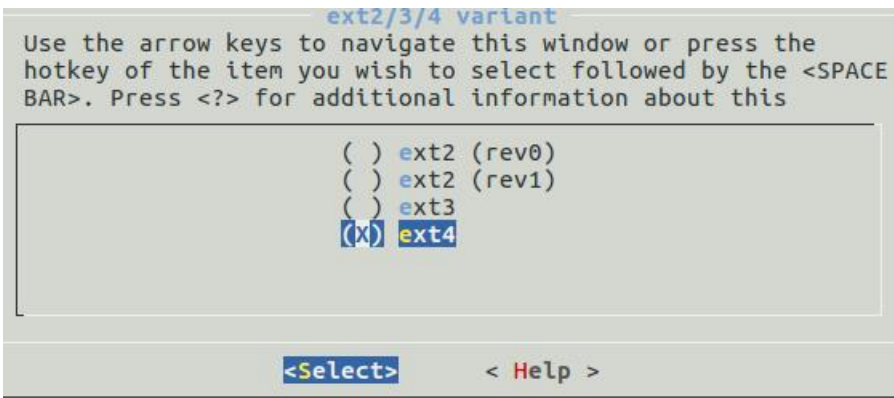 ext2/3/4 variant
Use the arrow keys to navigate this window or press the
hotkey of the item you wish to select followed by the <SPACE
BAR>. Press <?> for additional information about this
( ) ext2 (rev0)
( ) ext2 (rev1)
( ) ext3
(X) ext4
<Select> < Help >